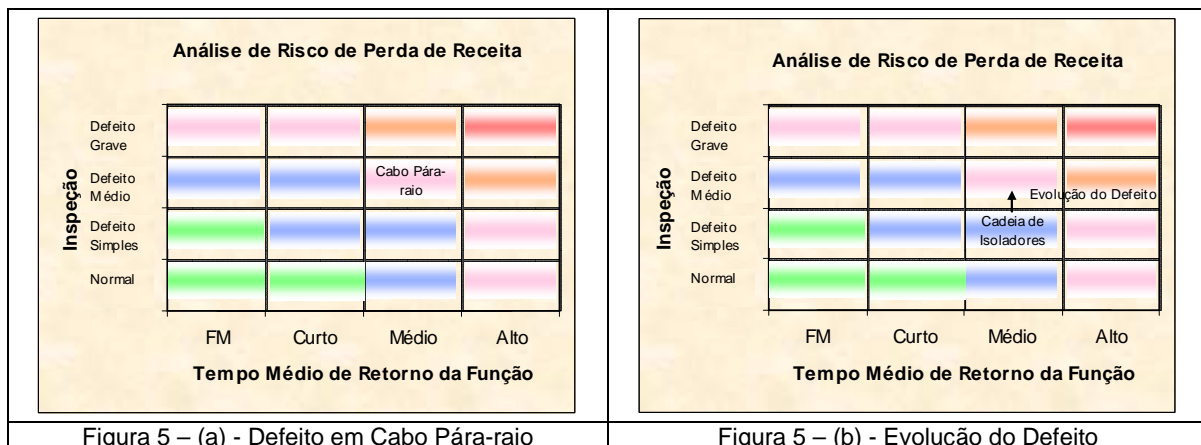 Análise de Risco de Perda de Receita
Inspeção
Defeito
Grave
Defeito
Médio
Cabo Pára-
raio
Defeito
Simples
Normal
FM Curto Médio Alto
Tempo Médio de Retorno da Função
Figura 5 – (a) - Defeito em Cabo Pára-raio
Análise de Risco de Perda de Receita
Inspeção
Defeito
Grave
Defeito
Médio
Evolução do Defeito
Defeito
Simples
Cadeia de
Isoladores
Normal
FM Curto Médio Alto
Tempo Médio de Retorno da Função
Figura 5 – (b) - Evolução do Defeito